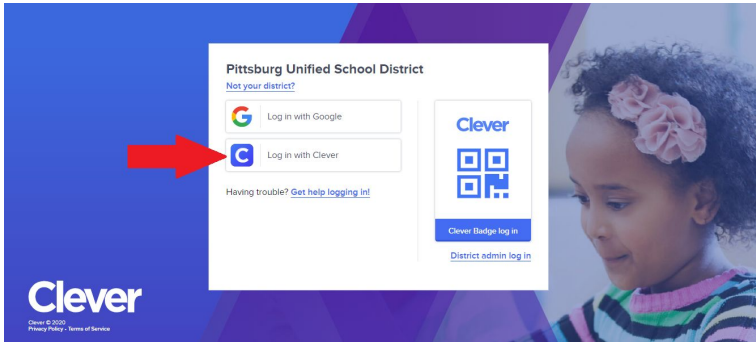 Pittsburg Unified School District
Not your district?
Log in with Google
Log in with Clever
Having trouble? Get help logging in!
Clever
Clever Badge log in
District admin log in
Clever
Clever © 2020
Privacy Policy - Terms of Service